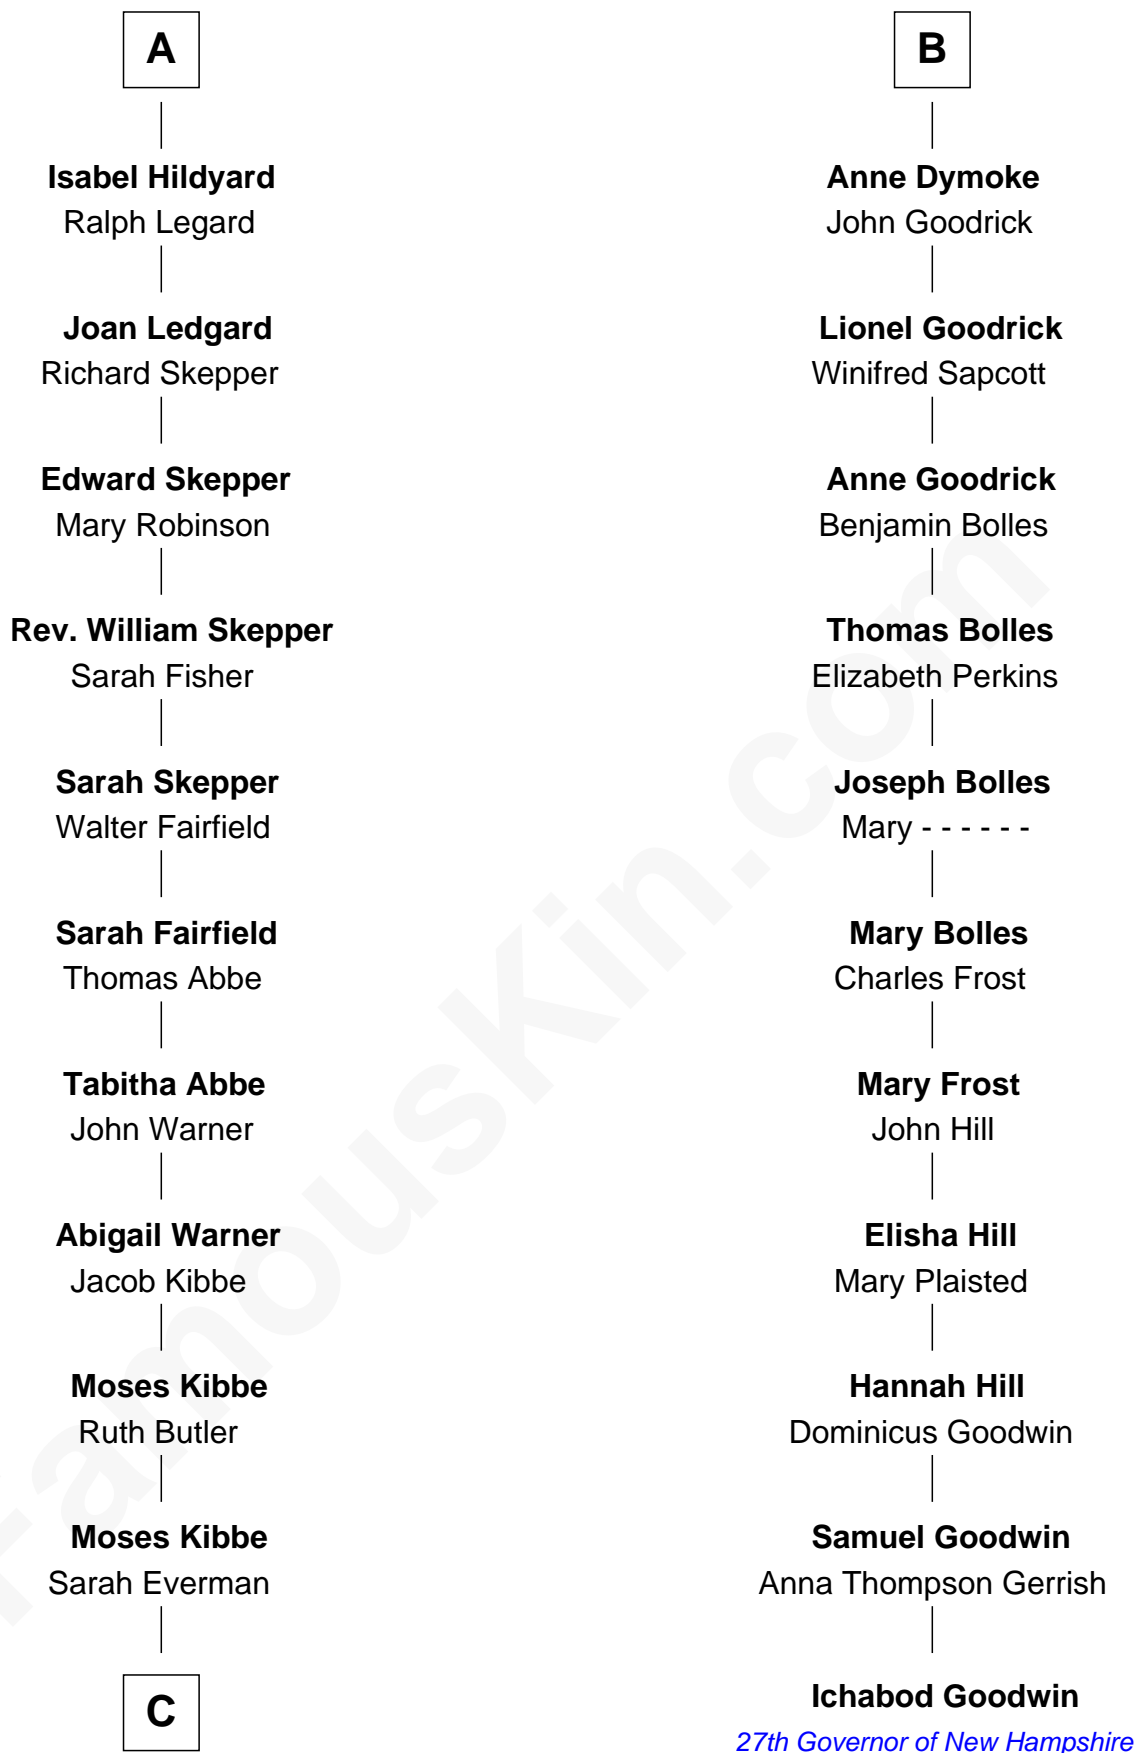 A
Isabel Hildyard
Ralph Legard
Joan Ledgard
Richard Skepper
Edward Skepper
Mary Robinson
Rev. William Skepper
Sarah Fisher
Sarah Skepper
Walter Fairfield
Sarah Fairfield
Thomas Abbe
Tabitha Abbe
John Warner
Abigail Warner
Jacob Kibbe
Moses Kibbe
Ruth Butler
Moses Kibbe
Sarah Everman
C
B
Anne Dymoke
John Goodrick
Lionel Goodrick
Winifred Sapcott
Anne Goodrick
Benjamin Bolles
Thomas Bolles
Elizabeth Perkins
Joseph Bolles
Mary - - - - - -
Mary Bolles
Charles Frost
Mary Frost
John Hill
Elisha Hill
Mary Plaisted
Hannah Hill
Dominicus Goodwin
Samuel Goodwin
Anna Thompson Gerrish
Ichabod Goodwin
27th Governor of New Hampshire
FamousKin.com